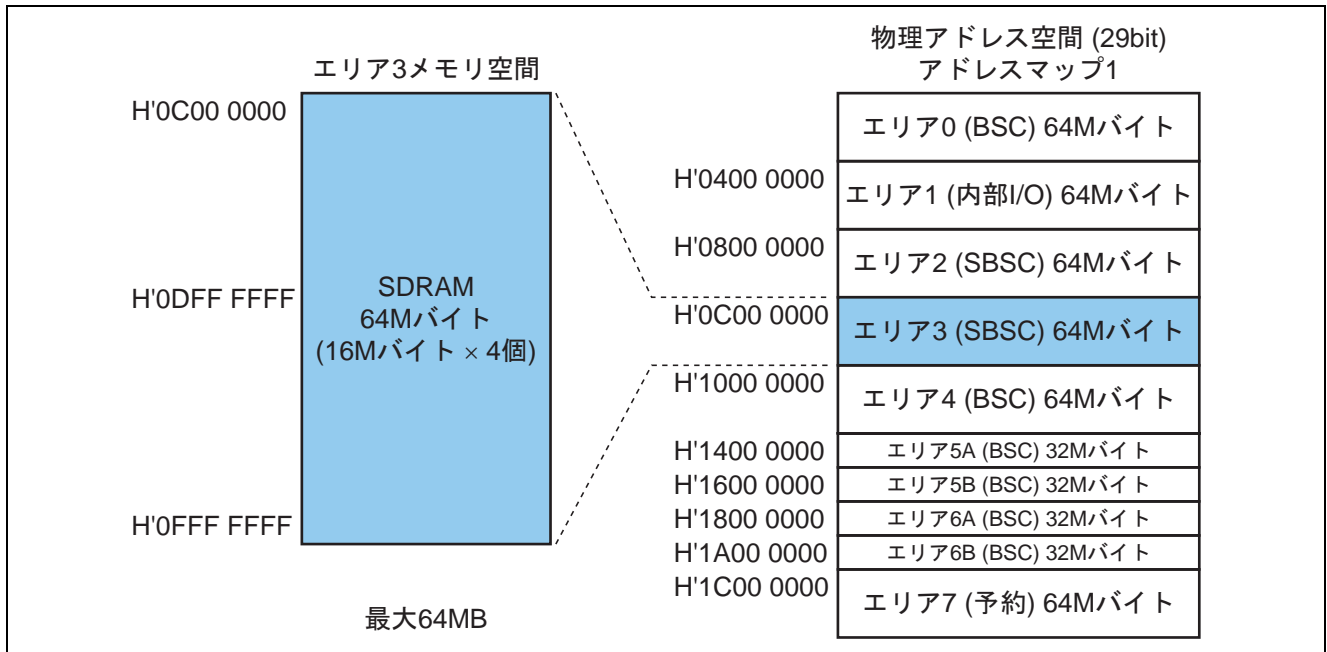 エリア3メモリ空間
H'0C00 0000
H'0DFF FFFF
SDRAM
64Mバイト
(16Mバイト × 4個)
H'0FFF FFFF
最大64MB
物理アドレス空間 (29bit)
アドレスマップ1
エリア0 (BSC) 64Mバイト
H'0400 0000
エリア1 (内部I/O) 64Mバイト
H'0800 0000
エリア2 (SBSC) 64Mバイト
H'0C00 0000
エリア3 (SBSC) 64Mバイト
H'1000 0000
エリア4 (BSC) 64Mバイト
H'1400 0000
エリア5A (BSC) 32Mバイト
H'1600 0000
エリア5B (BSC) 32Mバイト
H'1800 0000
エリア6A (BSC) 32Mバイト
H'1A00 0000
エリア6B (BSC) 32Mバイト
H'1C00 0000
エリア7 (予約) 64Mバイト